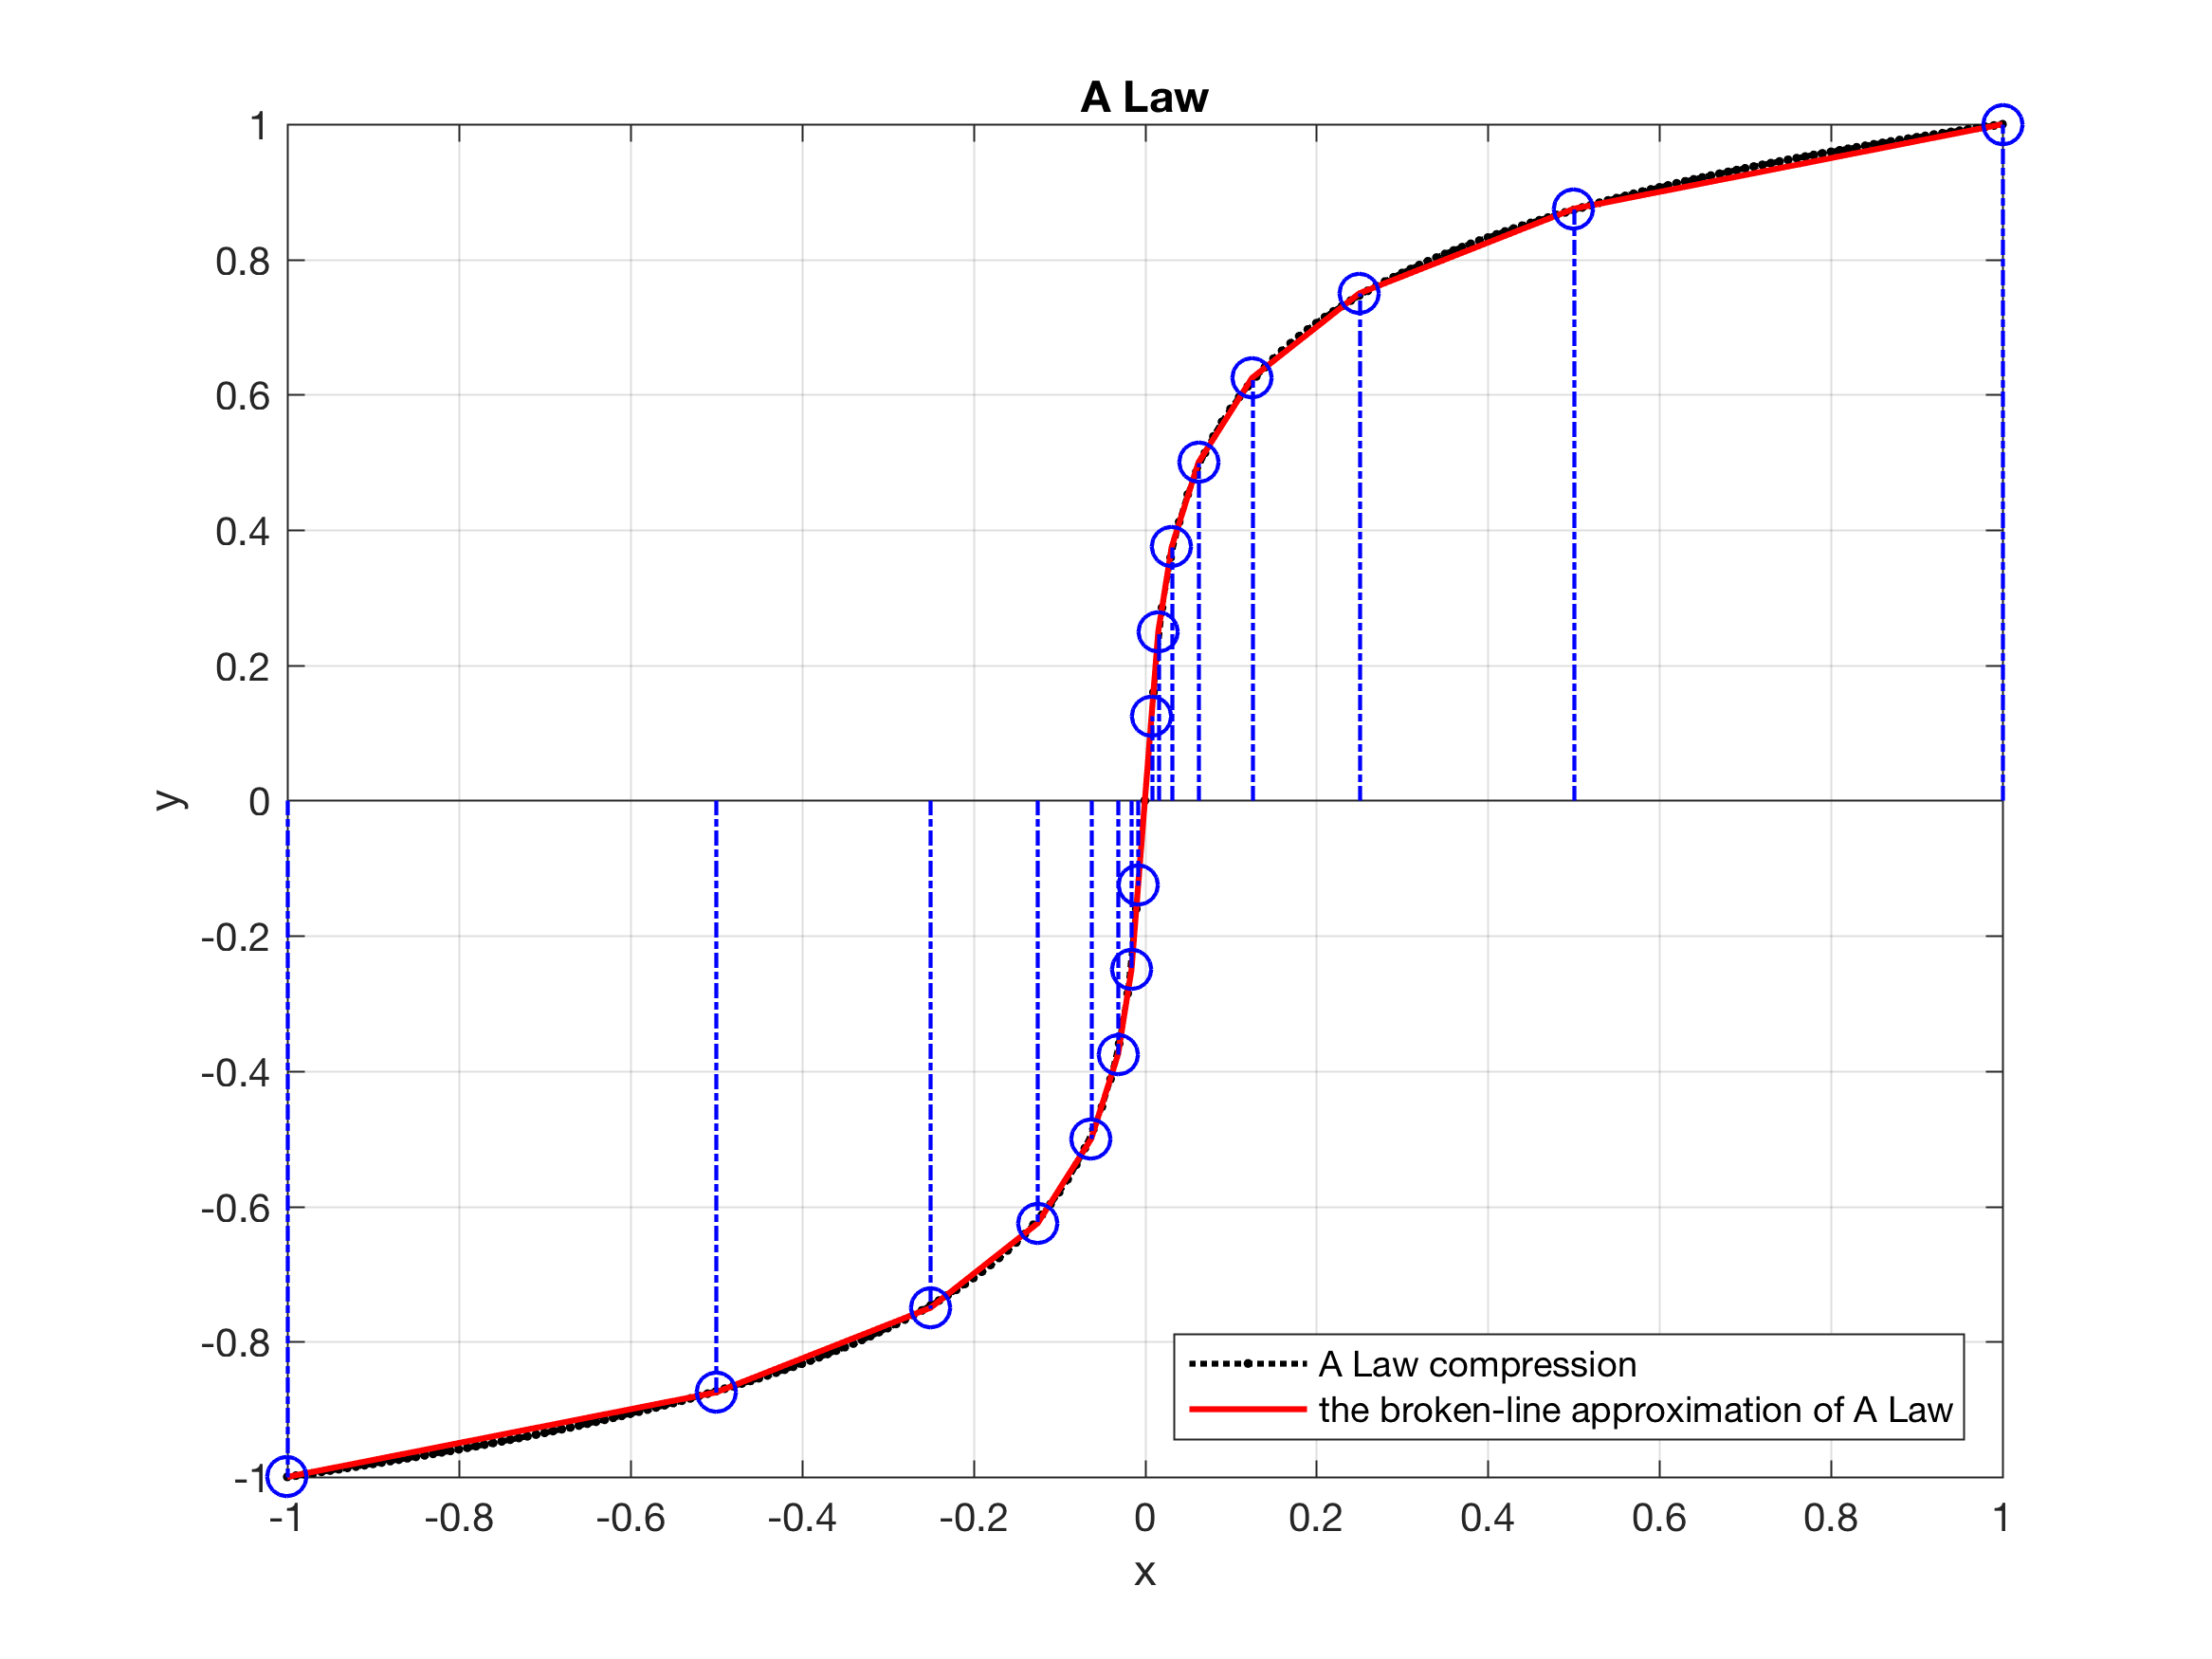 A Law
1
0.8
0.6
0.4
0.2
0
-0.2
-0.4
-0.6
-0.8
-1
y
-1 -0.8 -0.6 -0.4 -0.2 0 0.2 0.4 0.6 0.8 1
x
A Law compression
the broken-line approximation of A Law